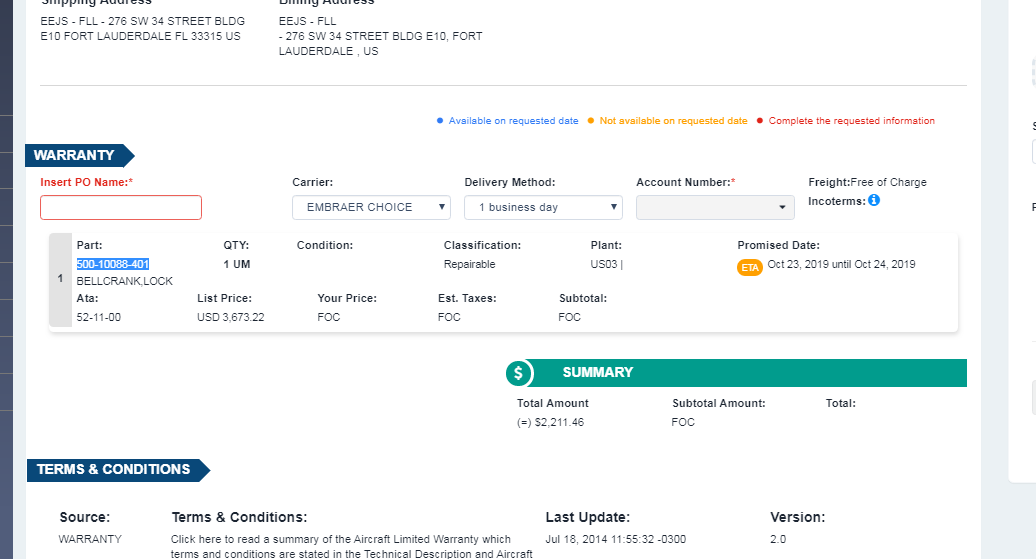 Shipping Address
Billing Address
EEJS - FLL - 276 SW 34 STREET BLDG
E10 FORT LAUDERDALE FL 33315 US
EEJS - FLL
- 276 SW 34 STREET BLDG E10, FORT
LAUDERDALE , US
Available on requested date
Not available on requested date
Complete the requested information
WARRANTY
Insert PO Name:*
Carrier:
EMBRAER CHOICE
Delivery Method:
1 business day
Account Number:*
Freight:Free of Charge
Incoterms:
1
Part:
500-10088-401
BELLCRANK,LOCK
QTY:
1 UM
Condition:
Classification:
Repairable
Plant:
US03 |
Promised Date:
ETA Oct 23, 2019 until Oct 24, 2019
Ata:
52-11-00
List Price:
USD 3,673.22
Your Price:
FOC
Est. Taxes:
FOC
Subtotal:
FOC
$ SUMMARY
Total Amount
(=) $2,211.46
Subtotal Amount:
FOC
Total:
TERMS & CONDITIONS
Source:
WARRANTY
Terms & Conditions:
Click here to read a summary of the Aircraft Limited Warranty which
terms and conditions are stated in the Technical Description and Aircraft
Last Update:
Jul 18, 2014 11:55:32 -0300
Version:
2.0